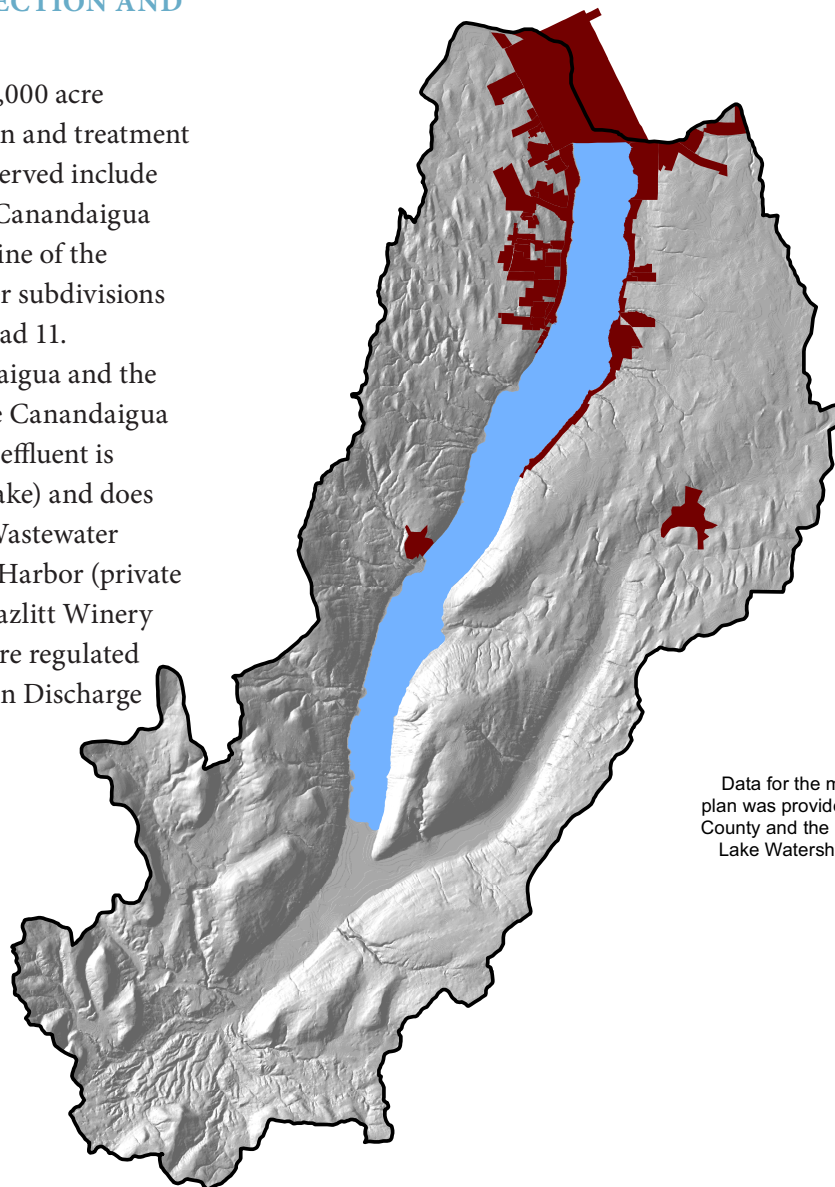 ECTION AND
,000 acre
n and treatment
erved include
Canandaigua
ine of the
r subdivisions
ad 11.
aigua and the
e Canandaigua
effluent is
ake) and does
Wastewater
Harbor (private
azlitt Winery
re regulated
n Discharge
Data for the m
plan was provide
County and the
Lake Watersh